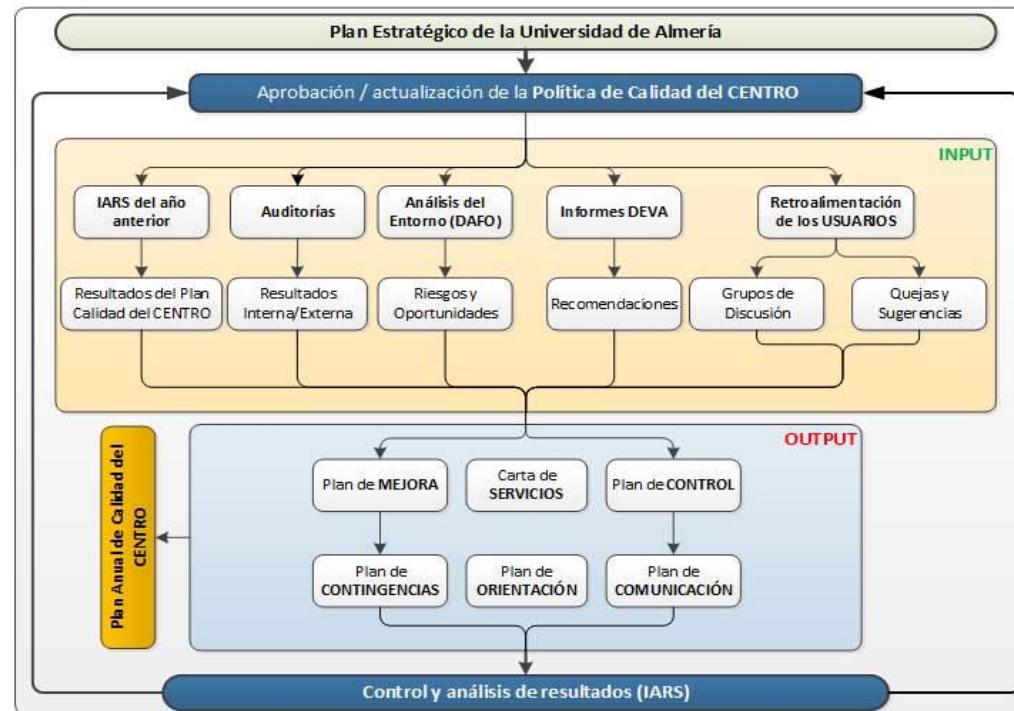 Plan Estratégico de la Universidad de Almería
Aprobación / actualización de la Política de Calidad del CENTRO
INPUT
IARS del año
anterior
Auditorías
Análisis del
Entorno (DAFO)
Informes DEVA
Retroalimentación
de los USUARIOS
Resultados del Plan
Calidad del CENTRO
Resultados
Interna/Externa
Riesgos y
Oportunidades
Recomendaciones
Grupos de
Discusión
Quejas y
Sugerencias
OUTPUT
Plan Anual de Calidad del
CENTRO
Plan de MEJORA
Carta de
SERVICIOS
Plan de CONTROL
Plan de
CONTINGENCIAS
Plan de
ORIENTACIÓN
Plan de
COMUNICACIÓN
Control y análisis de resultados (IARS)